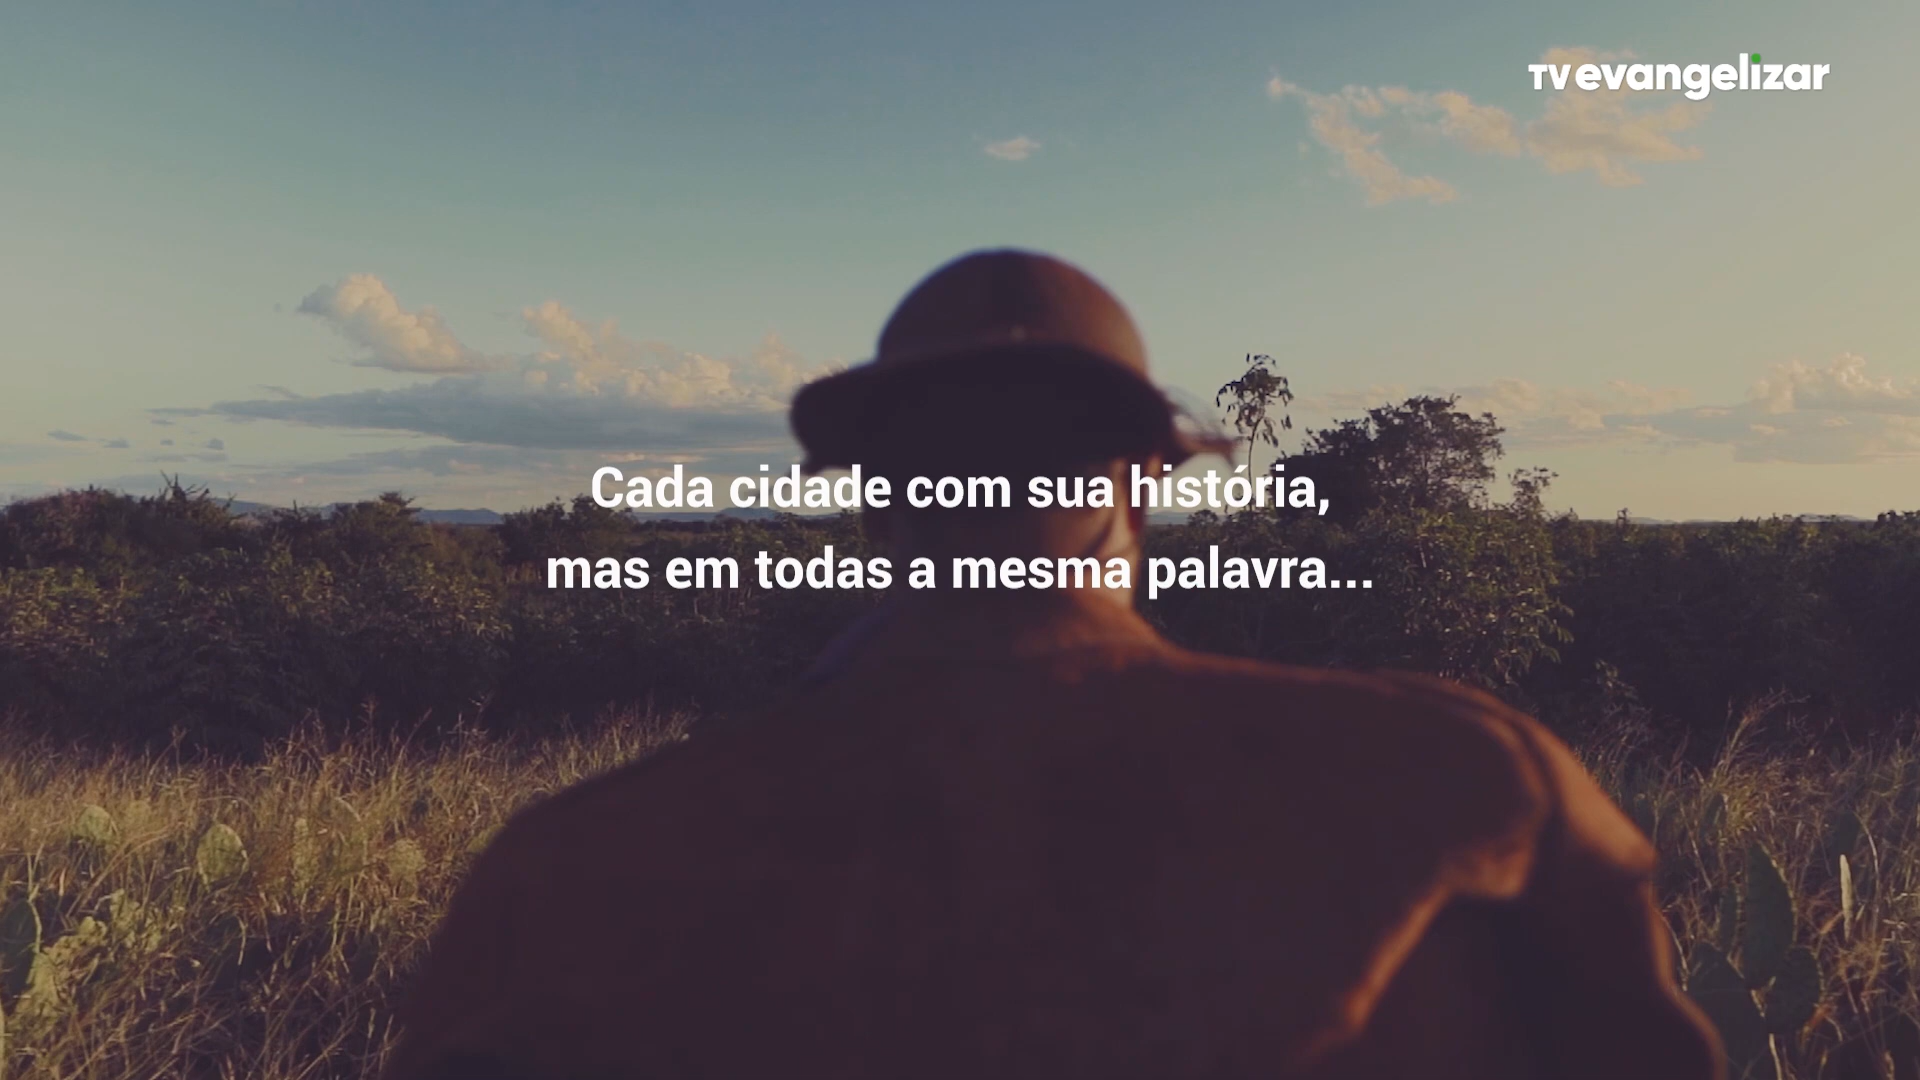 TVevangelizar
Cada cidade com sua história,
mas em todas a mesma palavra...